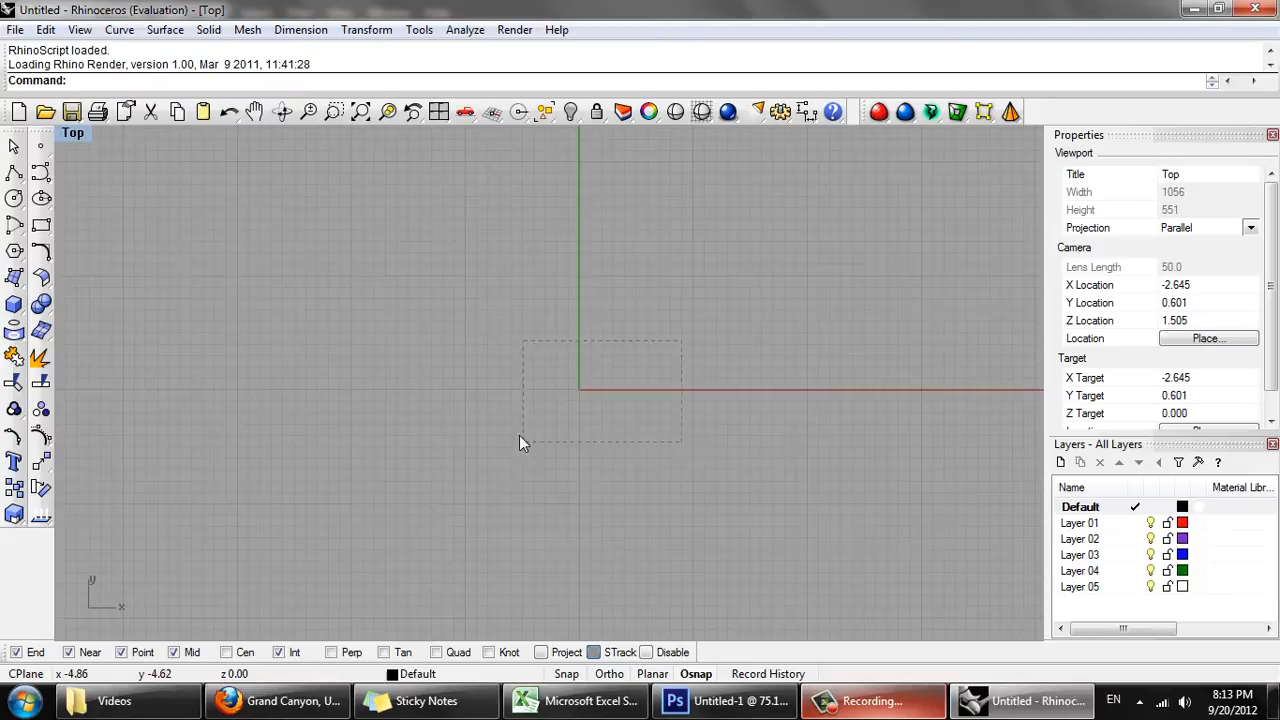 Untitled - Rhinoceros (Evaluation) - [Top]
File Edit View Curve Surface Solid Mesh Dimension Transform Tools Analyze Render Help
RhinoScript loaded.
Loading Rhino Render, version 1.00, Mar 9 2011, 11:41:28
Command:
Top
Properties
Viewport
Title Top
Width 1056
Height 551
Projection Parallel
Camera
Lens Length 50.0
X Location -2.645
Y Location 0.601
Z Location 1.505
Location Place...
Target
X Target -2.645
Y Target 0.601
Z Target 0.000
Layers - All Layers
Name Material Libr...
Default
Layer 01
Layer 02
Layer 03
Layer 04
Layer 05
y
x
End Near Point Mid Cen Int Perp Tan Quad Knot Project STrack Disable
CPlane x -4.86 y -4.62 z 0.00 Default Snap Ortho Planar Osnap Record History
Videos Grand Canyon, U... Sticky Notes Microsoft Excel S... Untitled-1 @ 75.1... Recording... Untitled - Rhinoc... EN 8:13 PM
9/20/2012